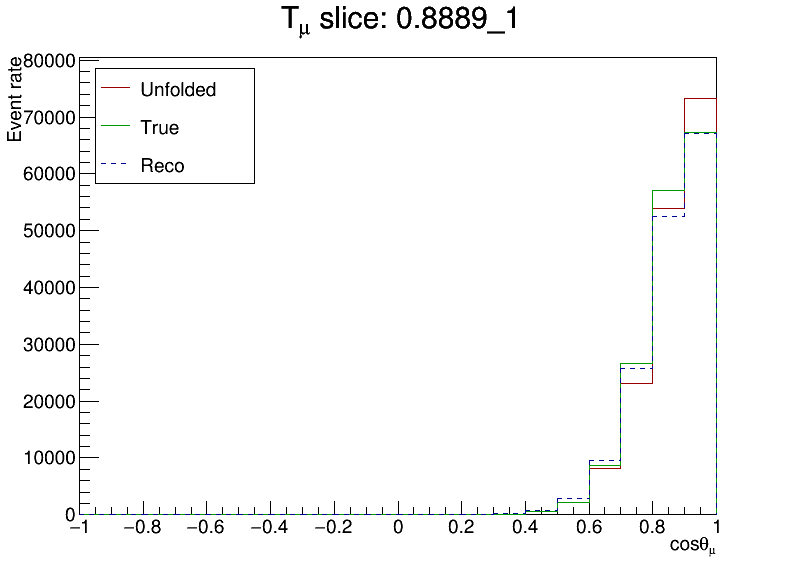 Tμ slice: 0.8889_1
Event rate
80000
70000
60000
50000
40000
30000
20000
10000
0
Unfolded
True
Reco
−1 −0.8 −0.6 −0.4 −0.2 0 0.2 0.4 0.6 0.8 1
cosθμ